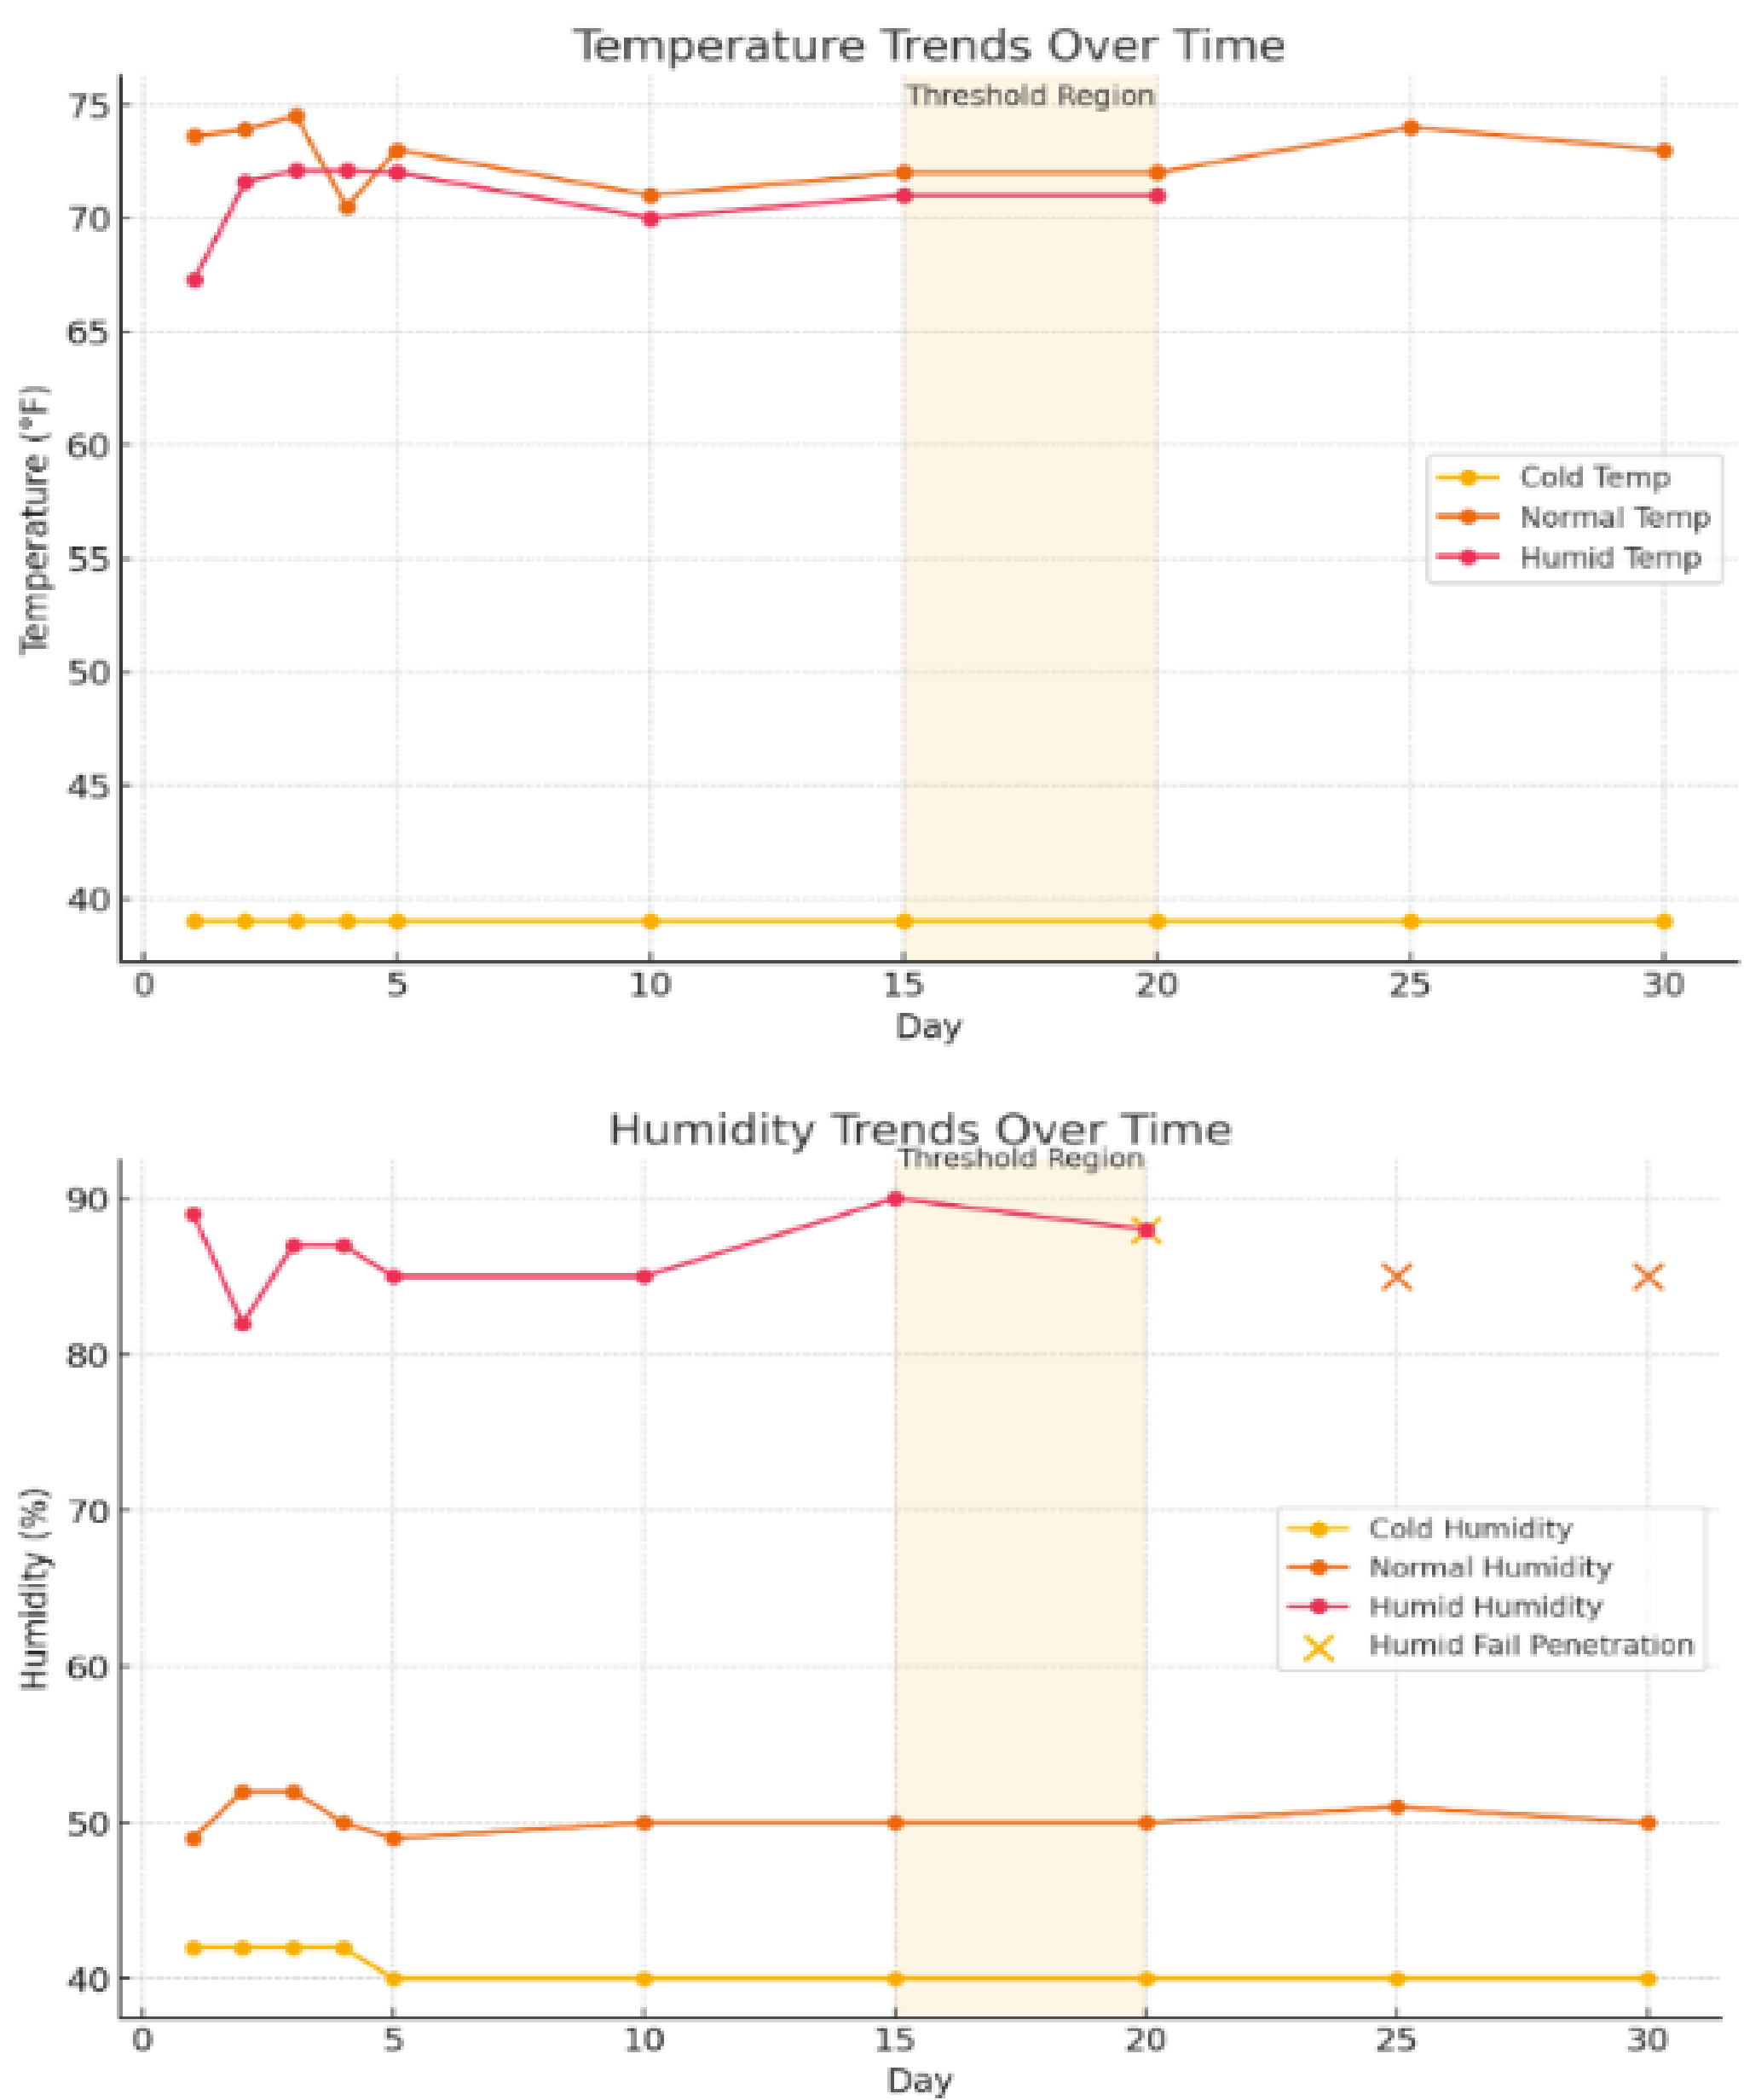 Temperature Trends Over Time
Threshold Region
75
70
65
60
55
50
45
40
Temperature (°F)
Cold Temp
Normal Temp
Humid Temp
0 5 10 15 20 25 30
Day
Humidity Trends Over Time
Threshold Region
90
80
70
60
50
40
Humidity (%)
Cold Humidity
Normal Humidity
Humid Humidity
Humid Fail Penetration
0 5 10 15 20 25 30
Day